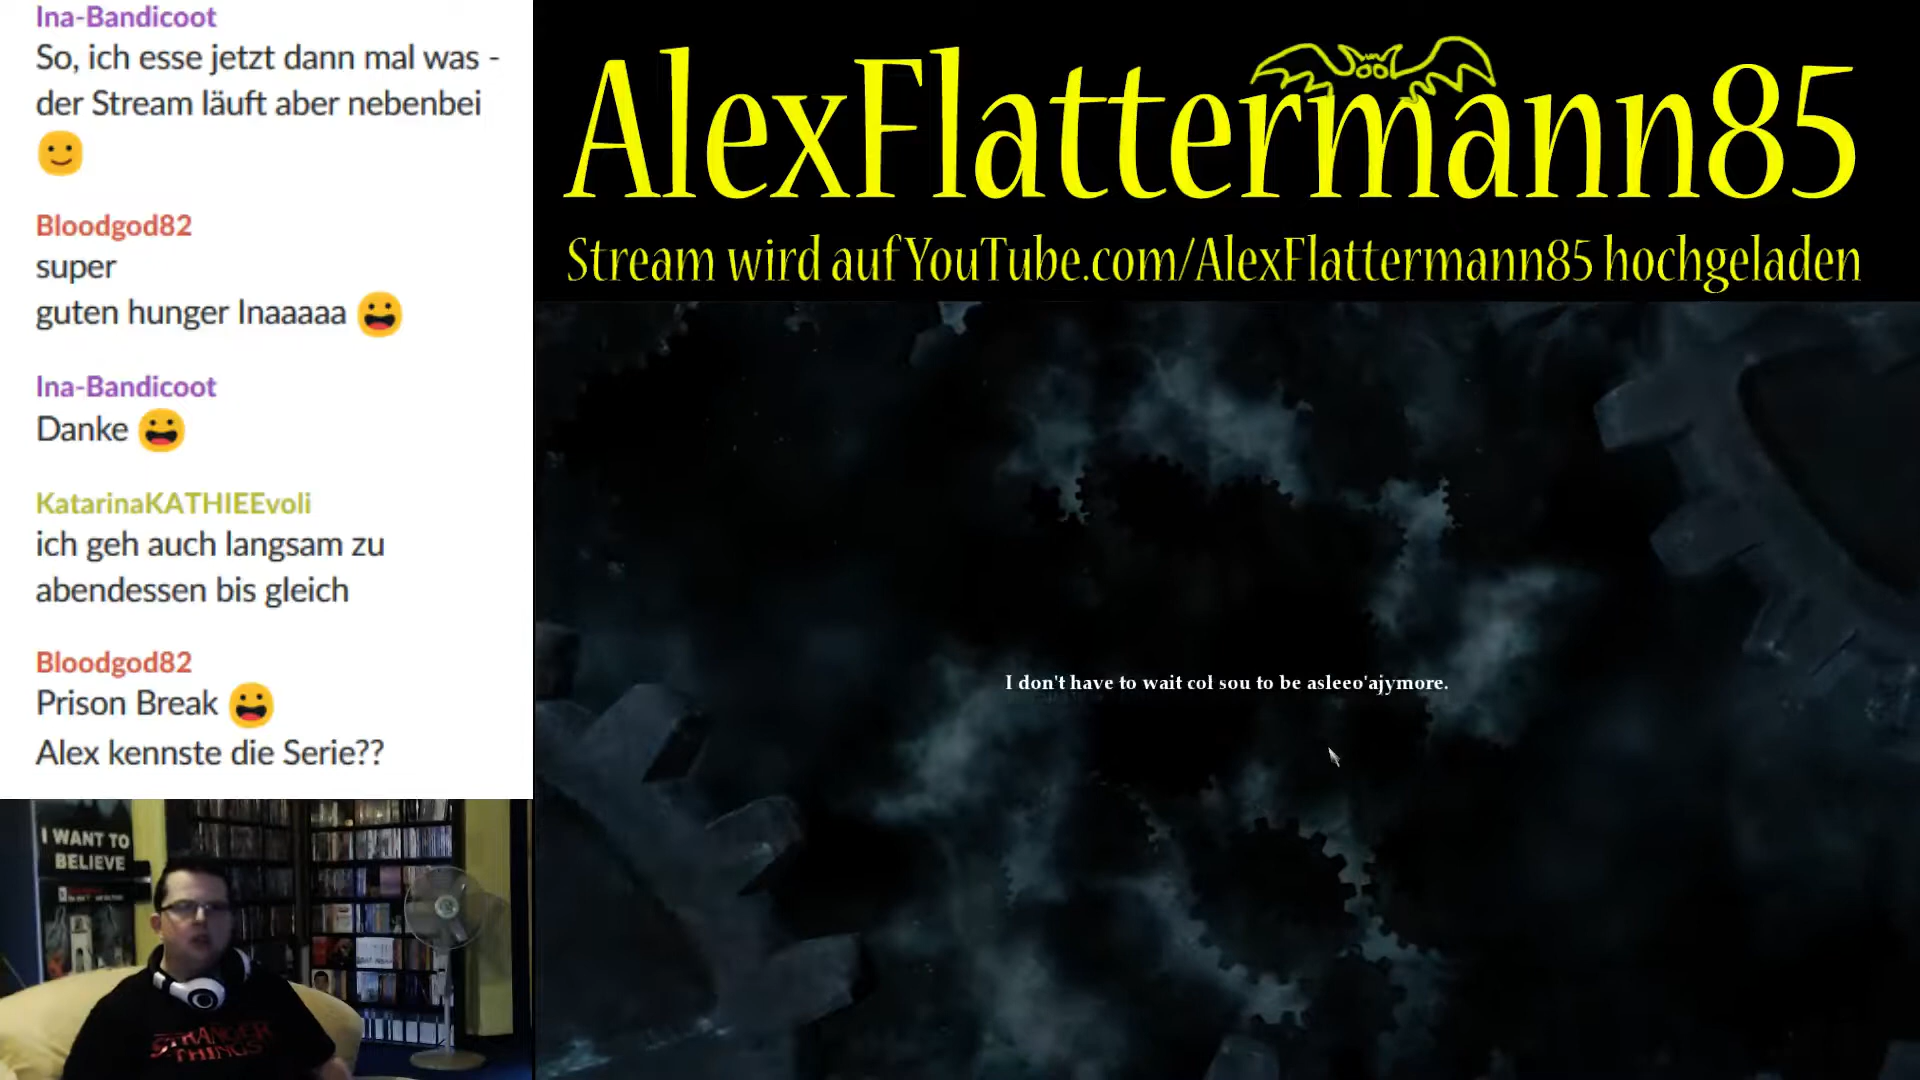 Ina-Bandicoot
So, ich esse jetzt dann mal was -
der Stream läuft aber nebenbei
Bloodgod82
super
guten hunger Inaaaaa
Ina-Bandicoot
Danke
KatarinaKATHIEEvoli
ich geh auch langsam zu
abendessen bis gleich
Bloodgod82
Prison Break
Alex kennste die Serie??
AlexFlattermann85
Stream wird auf YouTube.com/AlexFlattermann85 hochgeladen
I don't have to wait col sou to be asleeo'ajymore.
I WANT TO
BELIEVE
STRANGER
THINGS